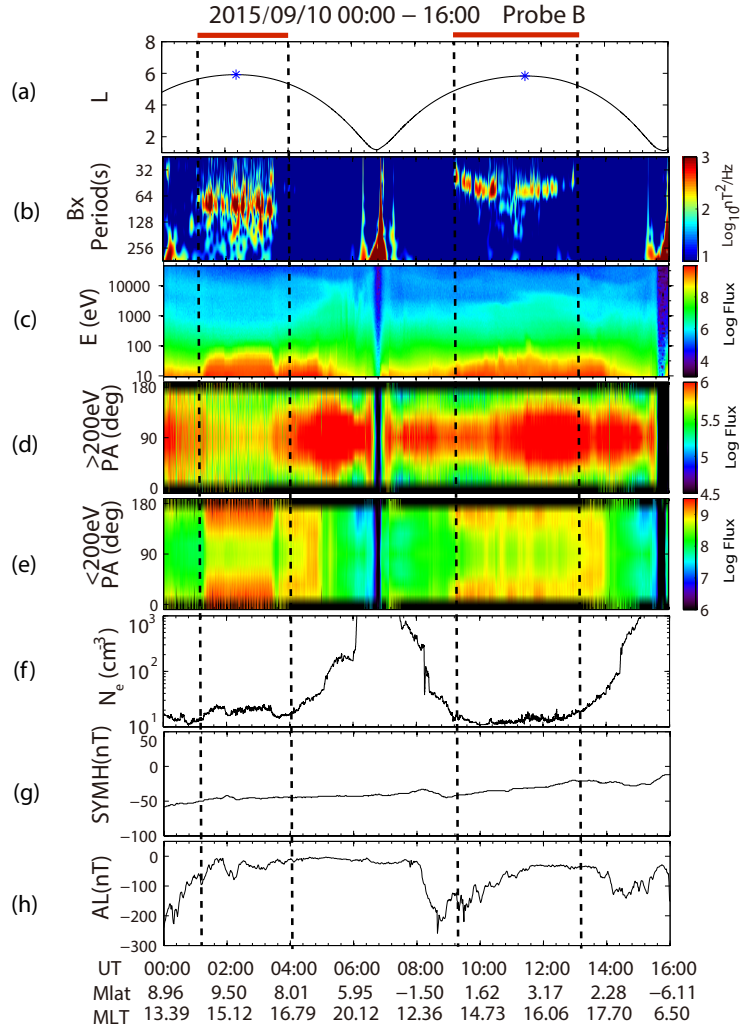 2015/09/10 00:00 – 16:00 Probe B
(a)
L
8
6
4
2
(b)
Bx
Period(s)
32
64
128
256
3
2
1
Log₁₀nT²/Hz
(c)
E (eV)
10000
1000
100
10
9
8
7
6
5
4
3
Log Flux
(d)
>200eV
PA (deg)
180
90
0
6
5.5
5
4.5
Log Flux
(e)
<200eV
PA (deg)
180
90
0
9
8
7
6
Log Flux
(f)
Nₑ (cm⁻³)
10³
10²
10¹
(g)
SYMH(nT)
50
0
−50
−100
(h)
AL(nT)
0
−100
−200
−300
UT 00:00 02:00 04:00 06:00 08:00 10:00 12:00 14:00 16:00
Mlat 8.96 9.50 8.01 5.95 −1.50 1.62 3.17 2.28 −6.11
MLT 13.39 15.12 16.79 20.12 12.36 14.73 16.06 17.70 6.50